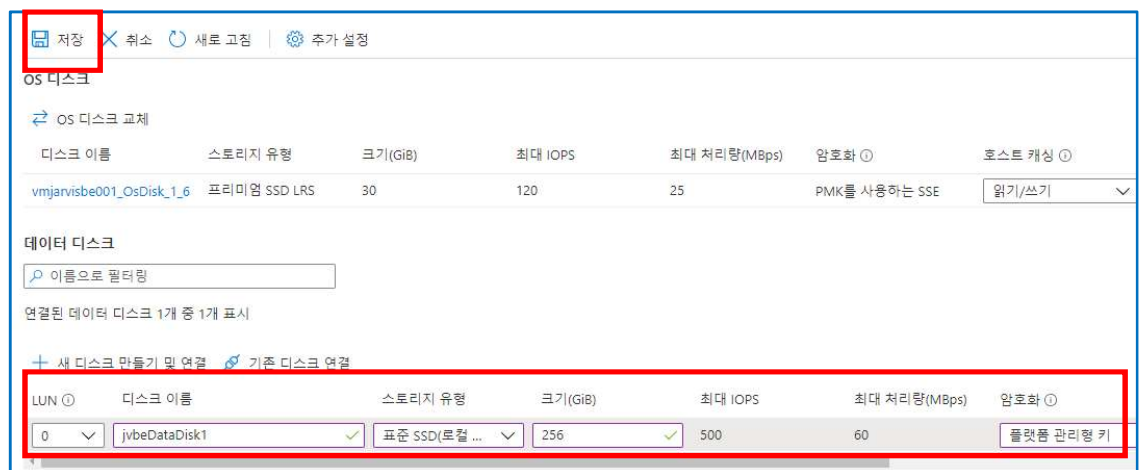 저장 취소 새로 고침 추가 설정
OS 디스크
OS 디스크 교체
디스크 이름 스토리지 유형 크기(GiB) 최대 IOPS 최대 처리량(MBps) 암호화 호스트 캐싱
vmjarvisbe001_OsDisk_1_6 프리미엄 SSD LRS 30 120 25 PMK를 사용하는 SSE 읽기/쓰기
데이터 디스크
이름으로 필터링
연결된 데이터 디스크 1개 중 1개 표시
새 디스크 만들기 및 연결 기존 디스크 연결
LUN 디스크 이름 스토리지 유형 크기(GiB) 최대 IOPS 최대 처리량(MBps) 암호화
0 jvbeDataDisk1 표준 SSD(로컬 ... 256 500 60 플랫폼 관리형 키